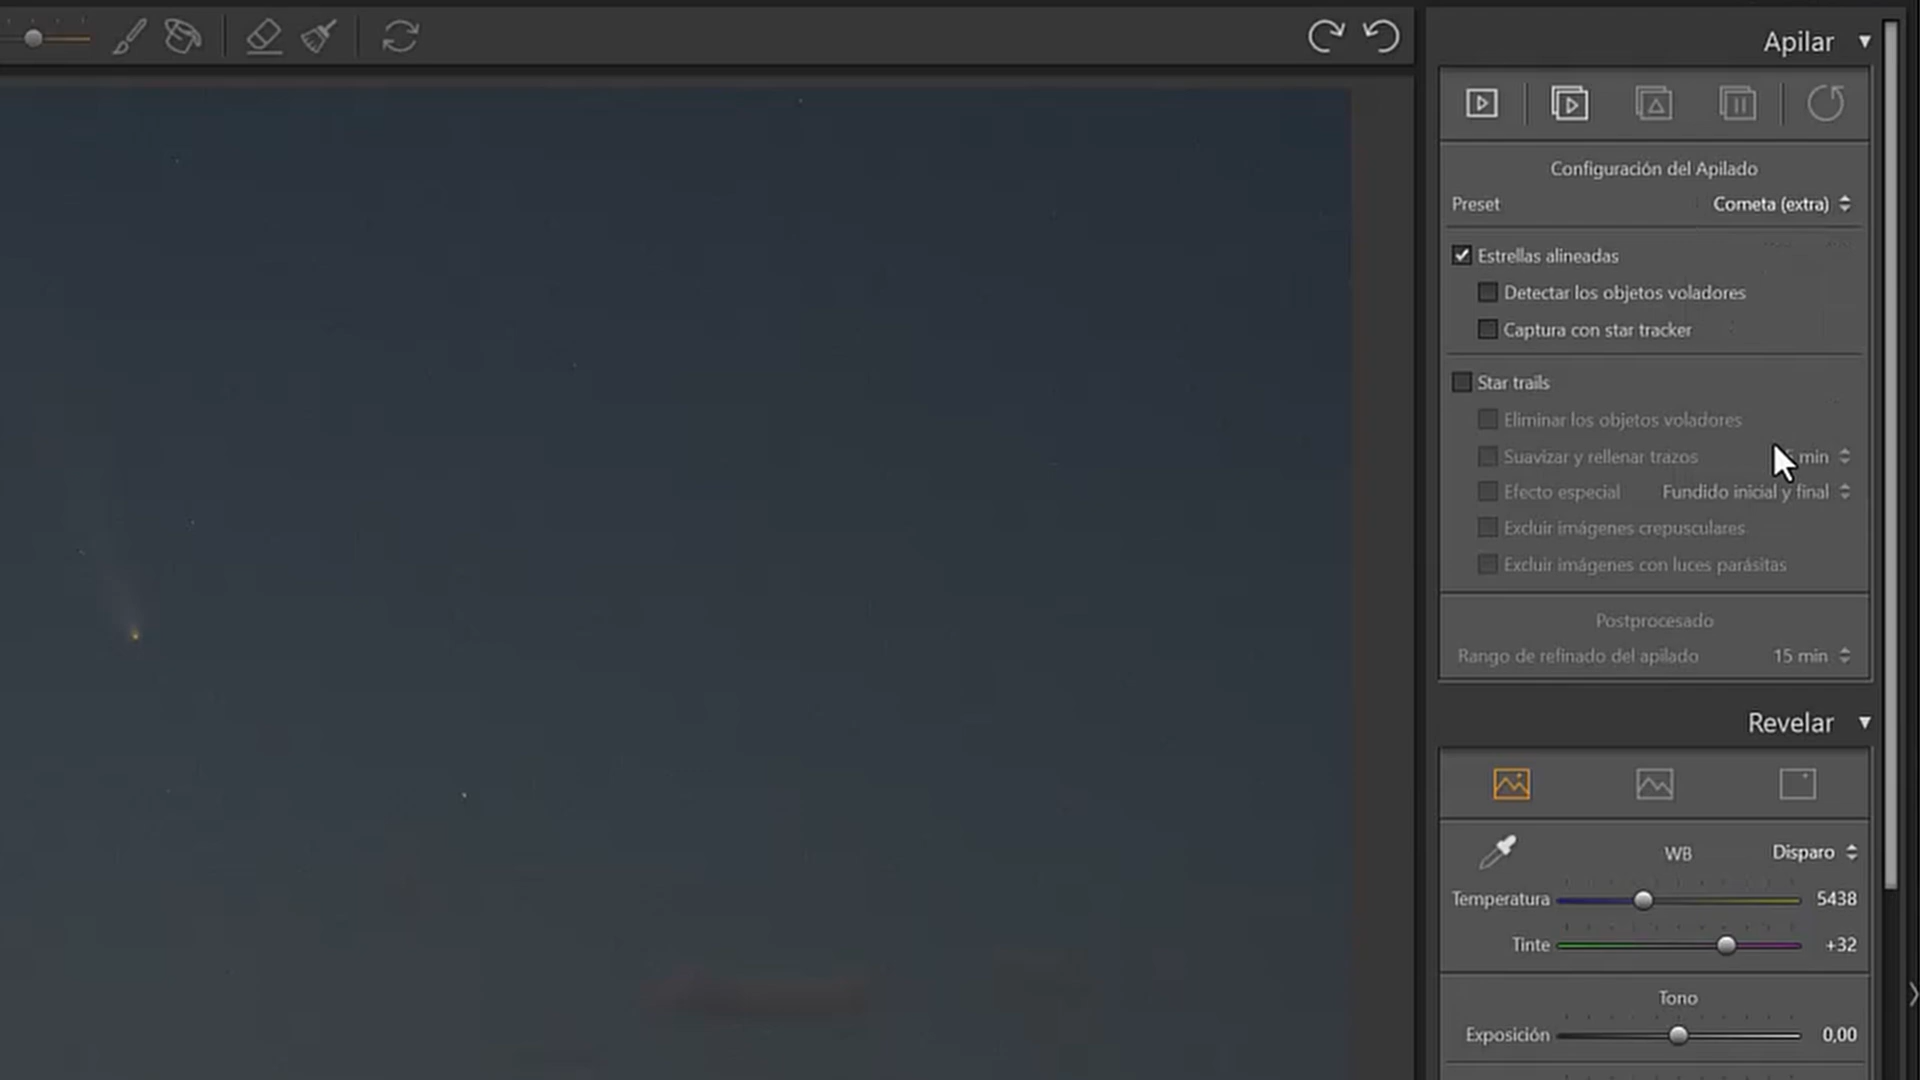 Apilar
Configuración del Apilado
Preset Cometa (extra)
Estrellas alineadas
Detectar los objetos voladores
Captura con star tracker
Star trails
Eliminar los objetos voladores
Suavizar y rellenar trazos min
Efecto especial Fundido inicial y final
Excluir imágenes crepusculares
Excluir imágenes con luces parásitas
Postprocesado
Rango de refinado del apilado 15 min
Revelar
WB Disparo
Temperatura 5438
Tinte +32
Tono
Exposición 0,00